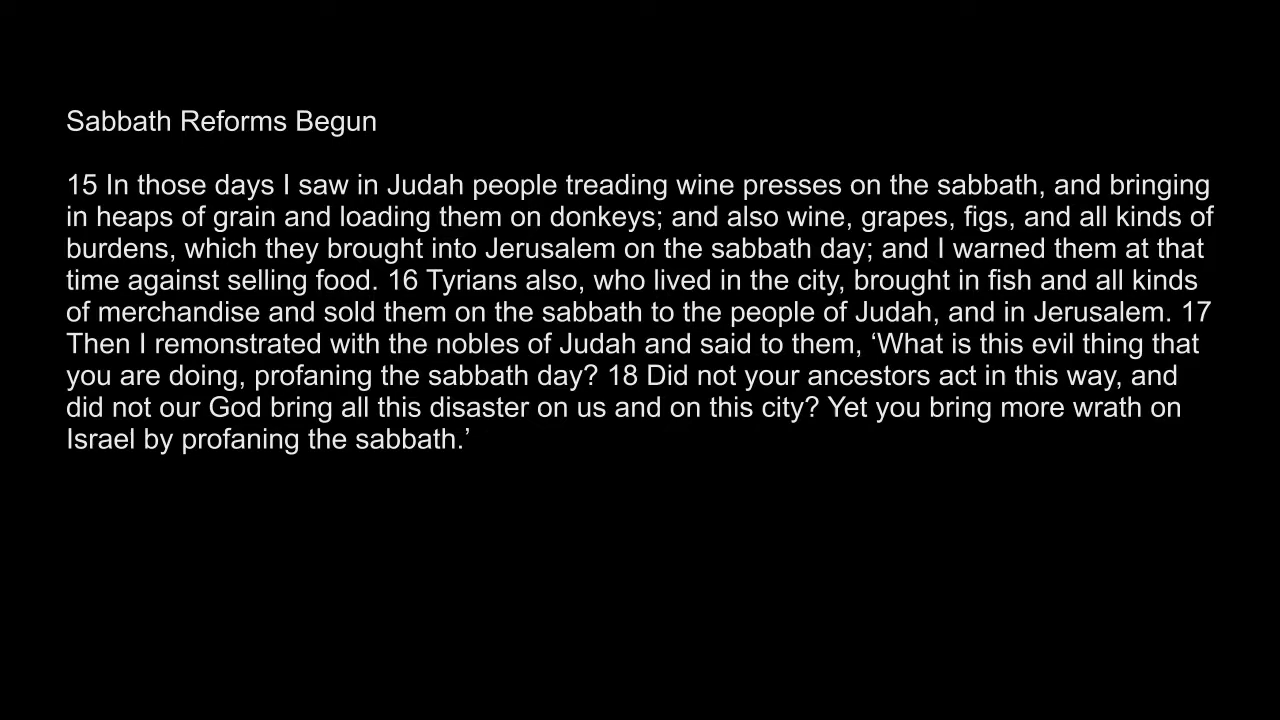 Sabbath Reforms Begun
15 In those days I saw in Judah people treading wine presses on the sabbath, and bringing
in heaps of grain and loading them on donkeys; and also wine, grapes, figs, and all kinds of
burdens, which they brought into Jerusalem on the sabbath day; and I warned them at that
time against selling food. 16 Tyrians also, who lived in the city, brought in fish and all kinds
of merchandise and sold them on the sabbath to the people of Judah, and in Jerusalem. 17
Then I remonstrated with the nobles of Judah and said to them, ‘What is this evil thing that
you are doing, profaning the sabbath day? 18 Did not your ancestors act in this way, and
did not our God bring all this disaster on us and on this city? Yet you bring more wrath on
Israel by profaning the sabbath.’